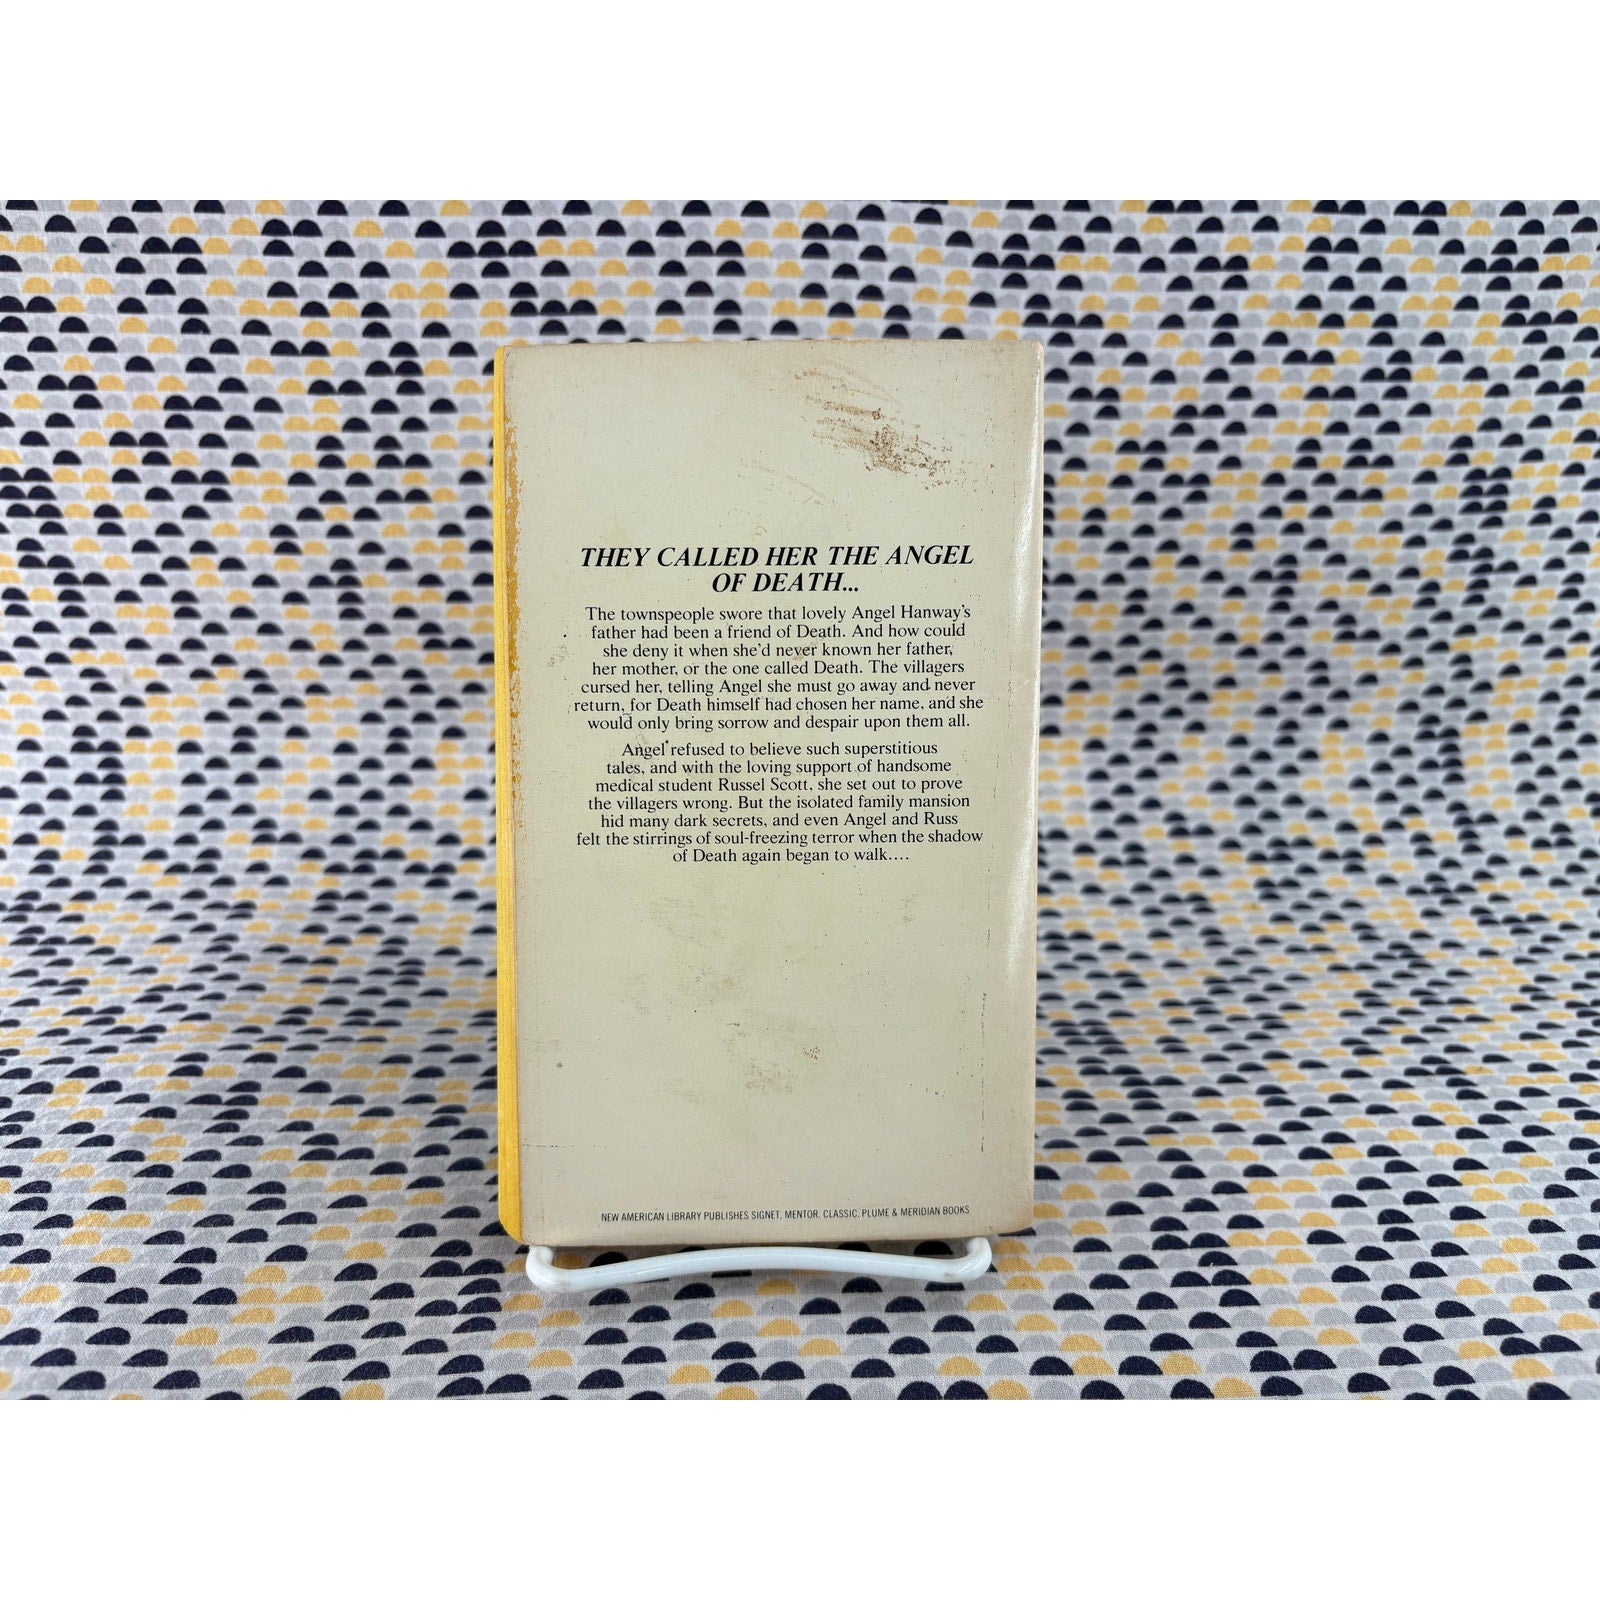 THEY CALLED HER THE ANGEL
OF DEATH...
The townspeople swore that lovely Angel Hanway's
father had been a friend of Death. And how could
she deny it when she'd never known her father,
her mother, or the one called Death. The villagers
cursed her, telling Angel she must go away and never
return, for Death himself had chosen her name, and she
would only bring sorrow and despair upon them all.
Angel refused to believe such superstitious
tales, and with the loving support of handsome
medical student Russel Scott, she set out to prove
the villagers wrong. But the isolated family mansion
hid many dark secrets, and even Angel and Russ
felt the stirrings of soul-freezing terror when the shadow
of Death again began to walk....
NEW AMERICAN LIBRARY PUBLISHES SIGNET, MENTOR, CLASSIC, PLUME & MERIDIAN BOOKS